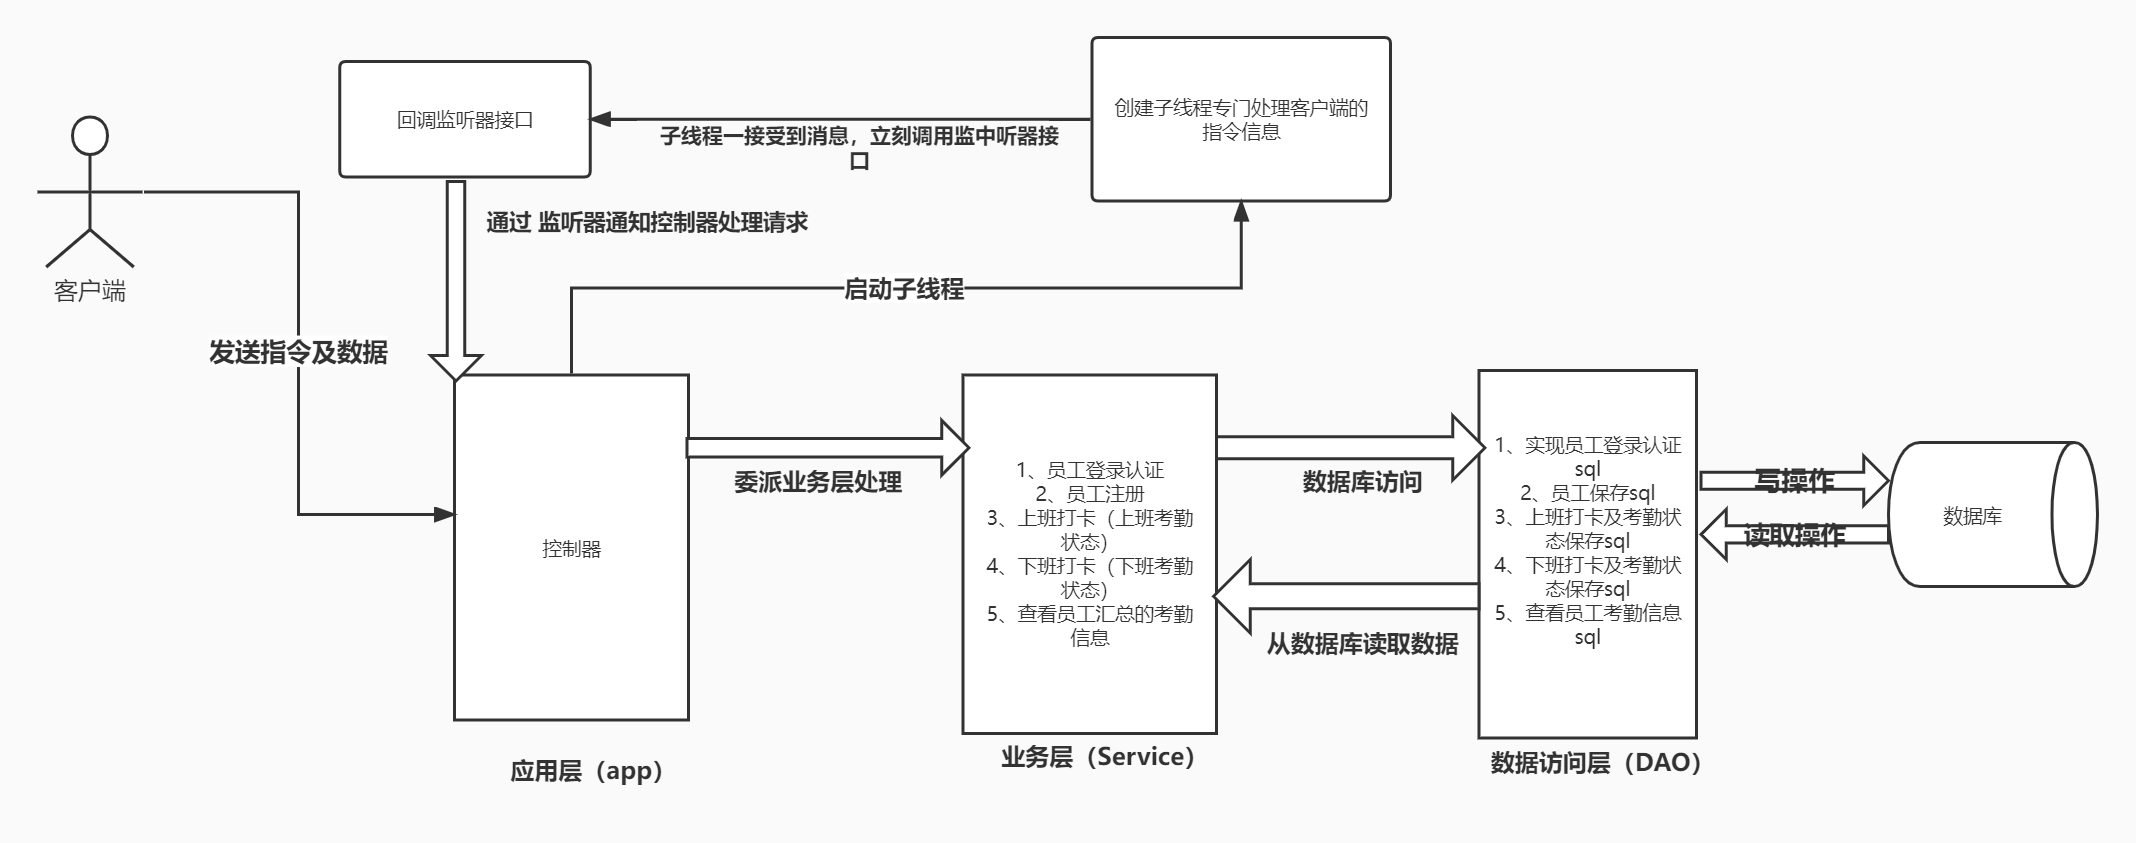 回调监听器接口
创建子线程专门处理客户端的
指令信息
子线程一接受到消息，立刻调用监中听器接
口
通过 监听器通知控制器处理请求
启动子线程
客户端
发送指令及数据
控制器
应用层（app）
委派业务层处理
1、员工登录认证
2、员工注册
3、上班打卡（上班考勤
状态）
4、下班打卡（下班考勤
状态）
5、查看员工汇总的考勤
信息
业务层（Service）
数据库访问
从数据库读取数据
1、实现员工登录认证
sql
2、员工保存sql
3、上班打卡及考勤状
态保存sql
4、下班打卡及考勤状
态保存sql
5、查看员工考勤信息
sql
数据访问层（DAO）
写操作
读取操作
数据库